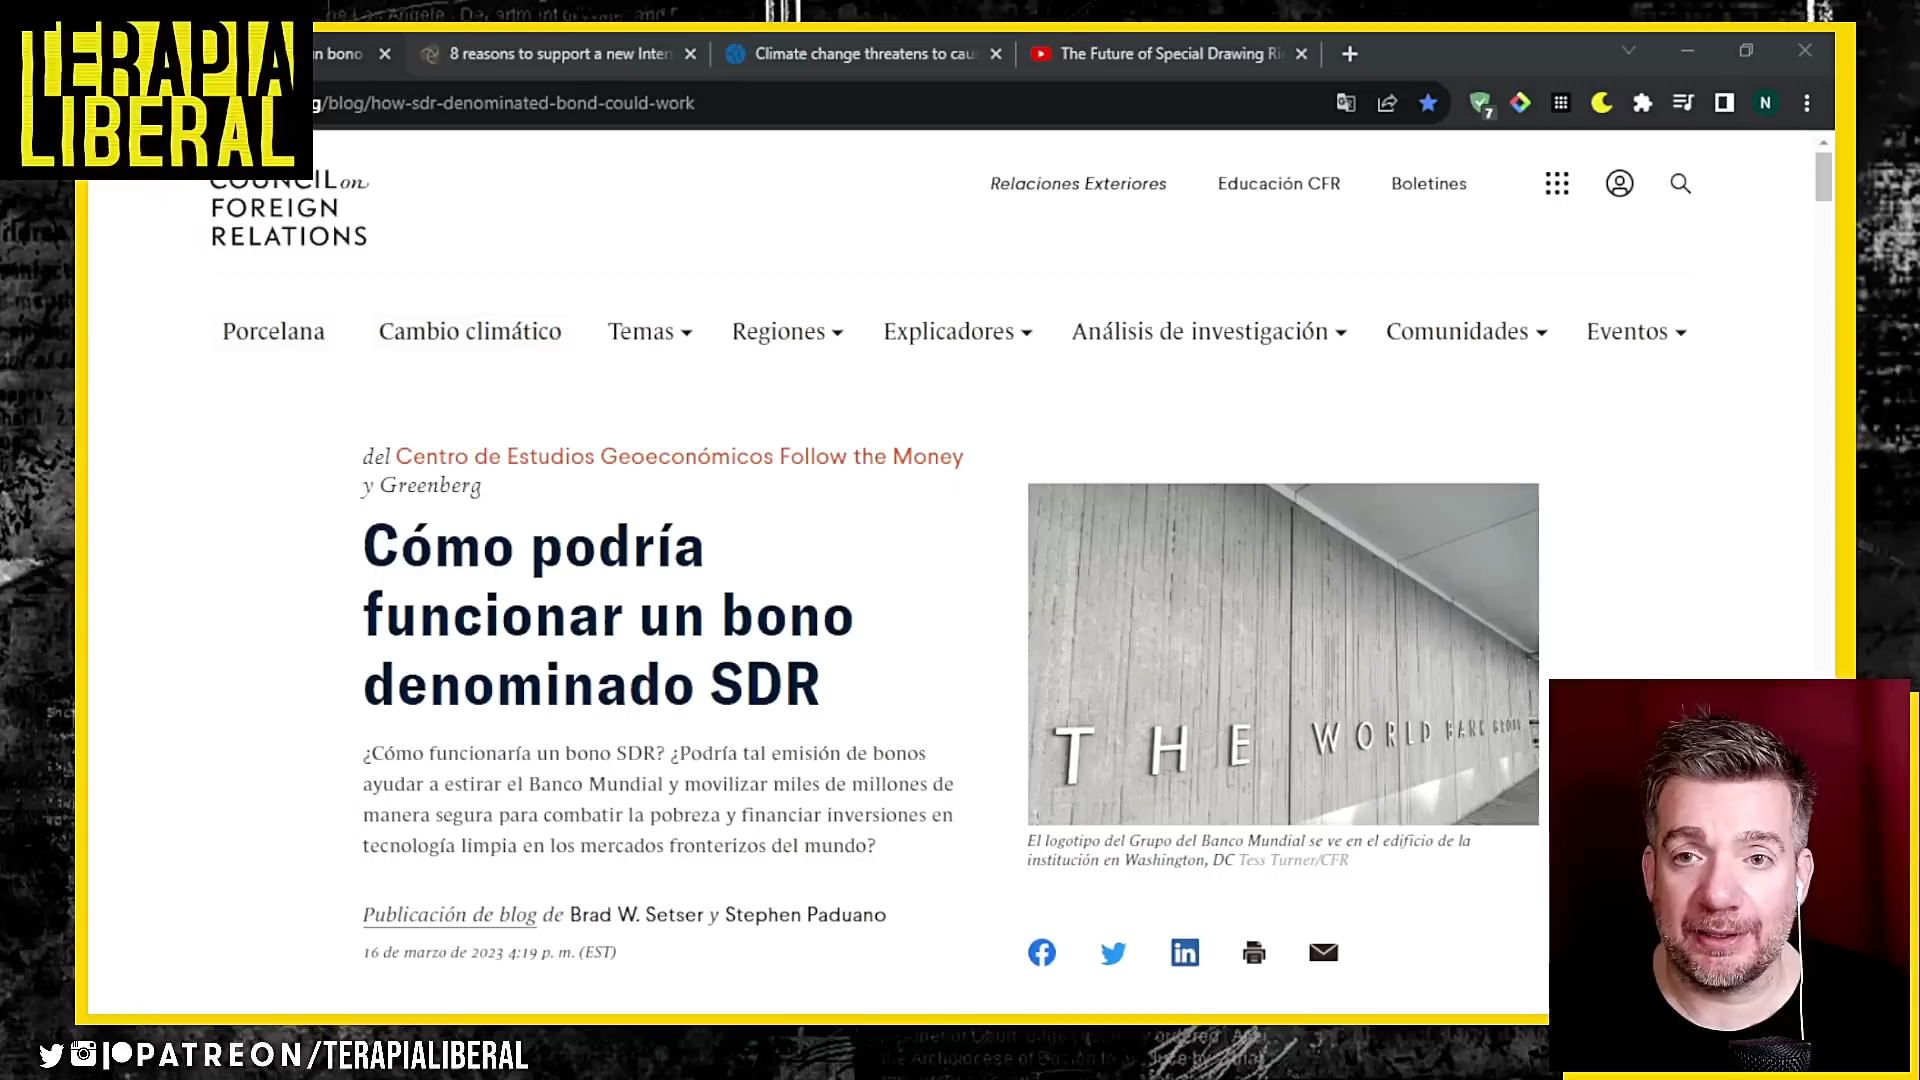 TERAPIA
LIBERAL
n bono
8 reasons to support a new Inter
Climate change threatens to cau
The Future of Special Drawing Ri
g/blog/how-sdr-denominated-bond-could-work
7
N
COUNCIL on
FOREIGN
RELATIONS
Relaciones Exteriores
Educación CFR
Boletines
Porcelana
Cambio climático
Temas
Regiones
Explicadores
Análisis de investigación
Comunidades
Eventos
del Centro de Estudios Geoeconómicos Follow the Money
y Greenberg
Cómo podría
funcionar un bono
denominado SDR
¿Cómo funcionaría un bono SDR? ¿Podría tal emisión de bonos
ayudar a estirar el Banco Mundial y movilizar miles de millones de
manera segura para combatir la pobreza y financiar inversiones en
tecnología limpia en los mercados fronterizos del mundo?
Publicación de blog de Brad W. Setser y Stephen Paduano
16 de marzo de 2023 4:19 p. m. (EST)
THE WORLD BANK GROUP
El logotipo del Grupo del Banco Mundial se ve en el edificio de la
institución en Washington, DC Tess Turner/CFR
PATREON/TERAPIALIBERAL